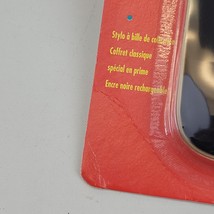 Stylo à bille de
Coffret classique
spécial en prime
Encre noire rechargeable